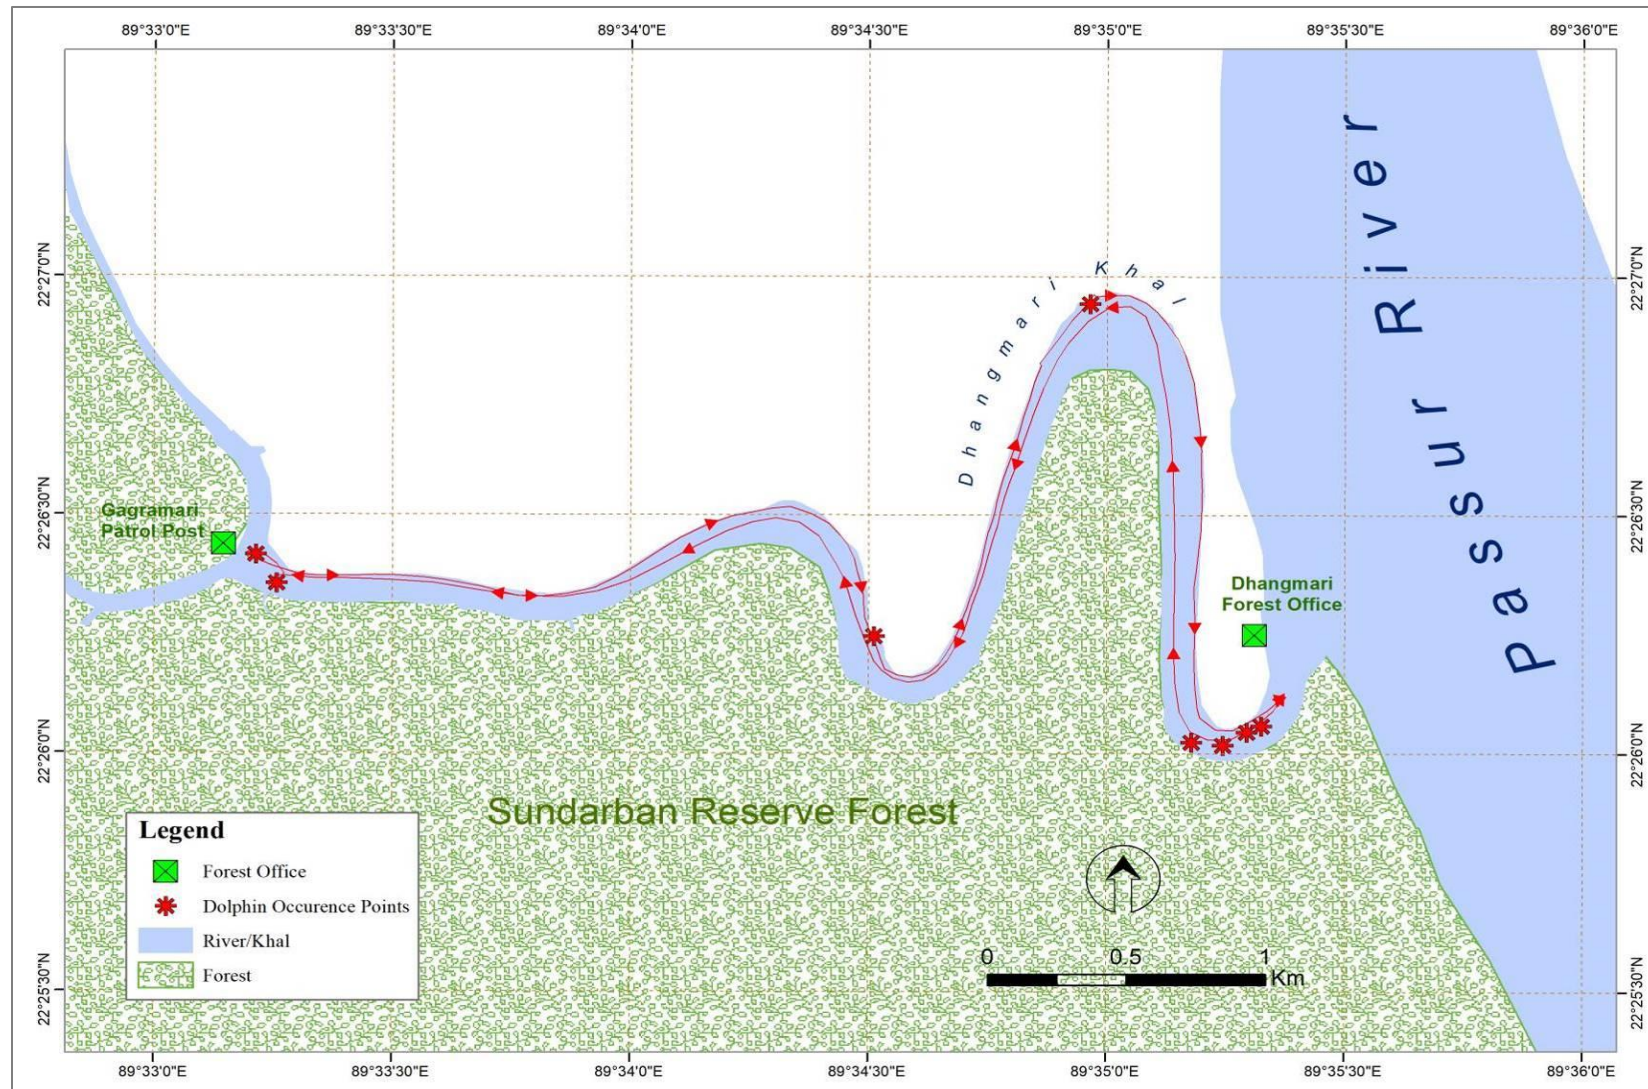 89°33'0"E 89°33'30"E 89°34'0"E 89°34'30"E 89°35'0"E 89°35'30"E 89°36'0"E
22°27'0"N
22°27'0"N
22°26'30"N
22°26'30"N
22°26'0"N
22°26'0"N
22°25'30"N
22°25'30"N
Passur River
Dhangmari Khal
Gagramari
Patrol Post
Dhangmari
Forest Office
Sundarban Reserve Forest
Legend
Forest Office
Dolphin Occurence Points
River/Khal
Forest
0 0.5 1
Km
89°33'0"E 89°33'30"E 89°34'0"E 89°34'30"E 89°35'0"E 89°35'30"E 89°36'0"E